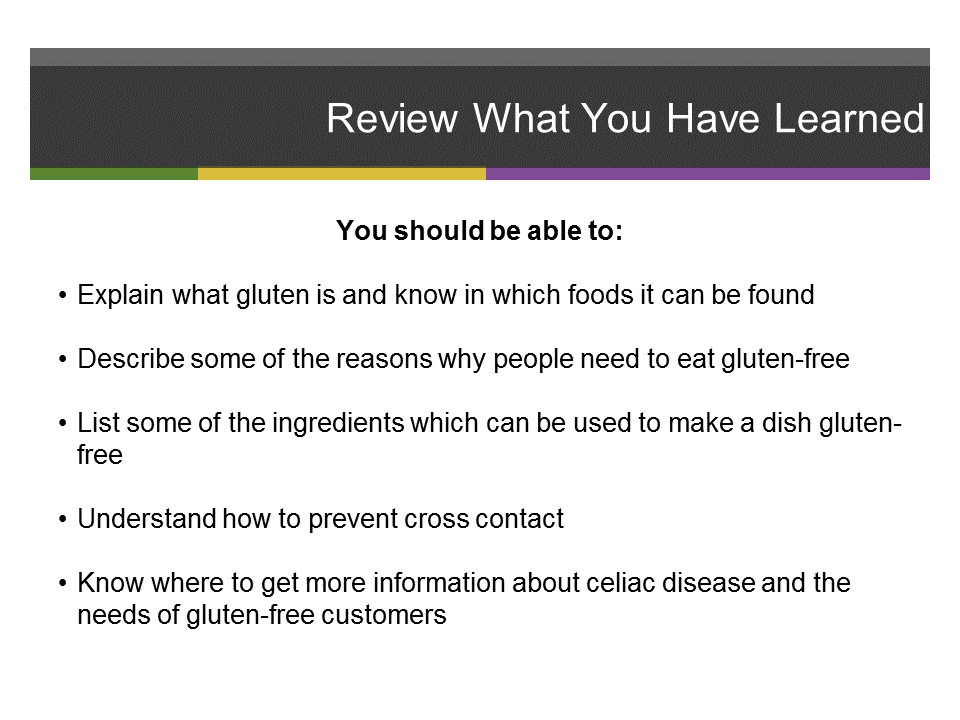 Review What You Have Learned
You should be able to:
• Explain what gluten is and know in which foods it can be found
• Describe some of the reasons why people need to eat gluten-free
• List some of the ingredients which can be used to make a dish gluten-
free
• Understand how to prevent cross contact
• Know where to get more information about celiac disease and the
needs of gluten-free customers